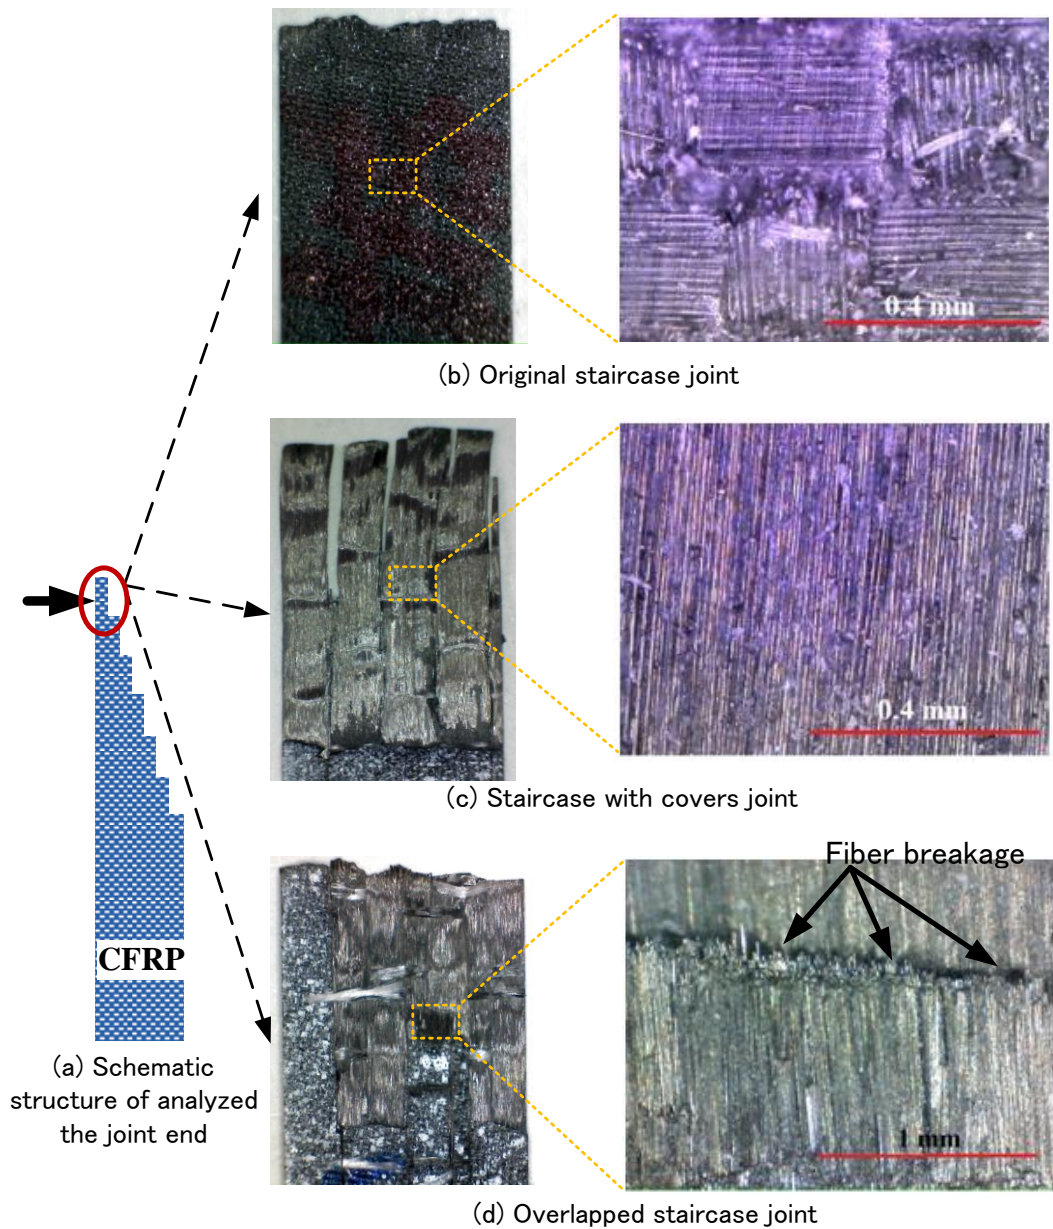 0.4 mm
(b) Original staircase joint
0.4 mm
(c) Staircase with covers joint
Fiber breakage
CFRP
1 mm
(a) Schematic
structure of analyzed
the joint end
(d) Overlapped staircase joint